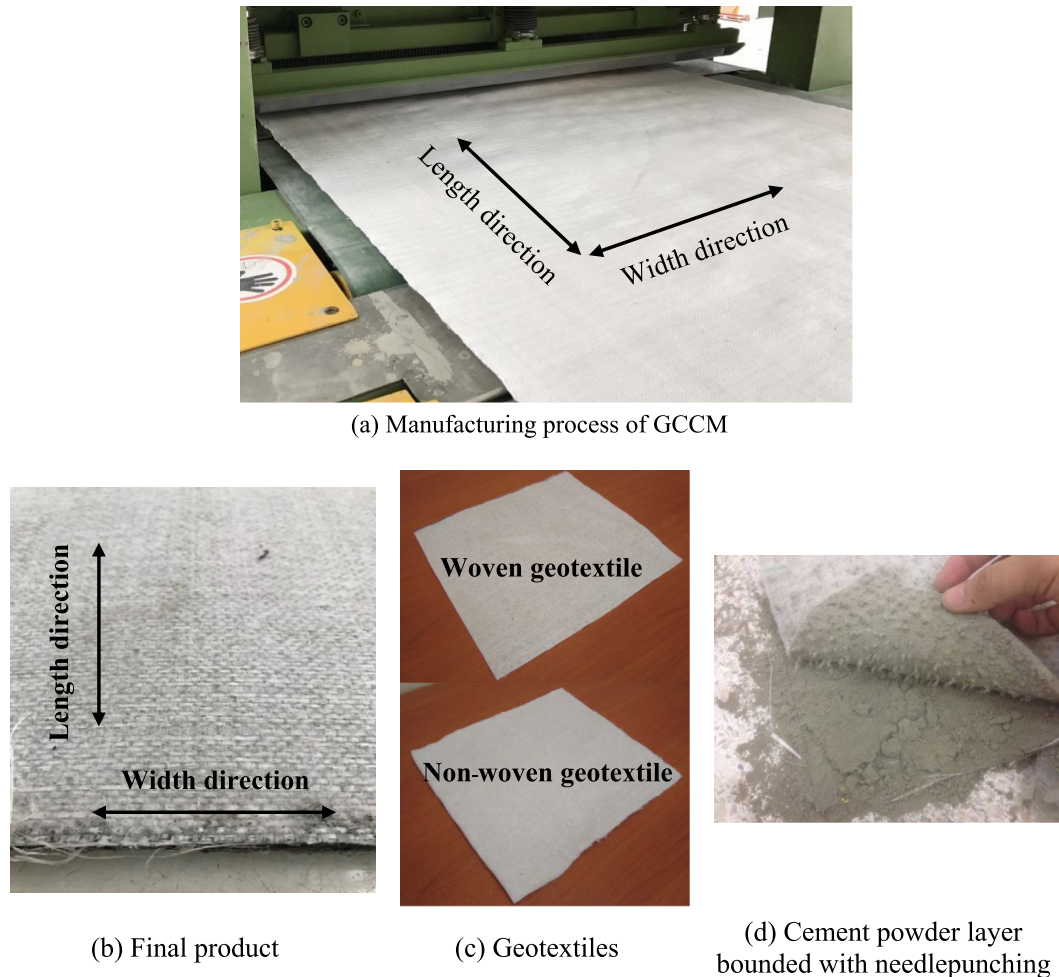 Length direction
Width direction
(a) Manufacturing process of GCCM
Length direction
Width direction
(b) Final product
Woven geotextile
Non-woven geotextile
(c) Geotextiles
(d) Cement powder layer
bounded with needlepunching